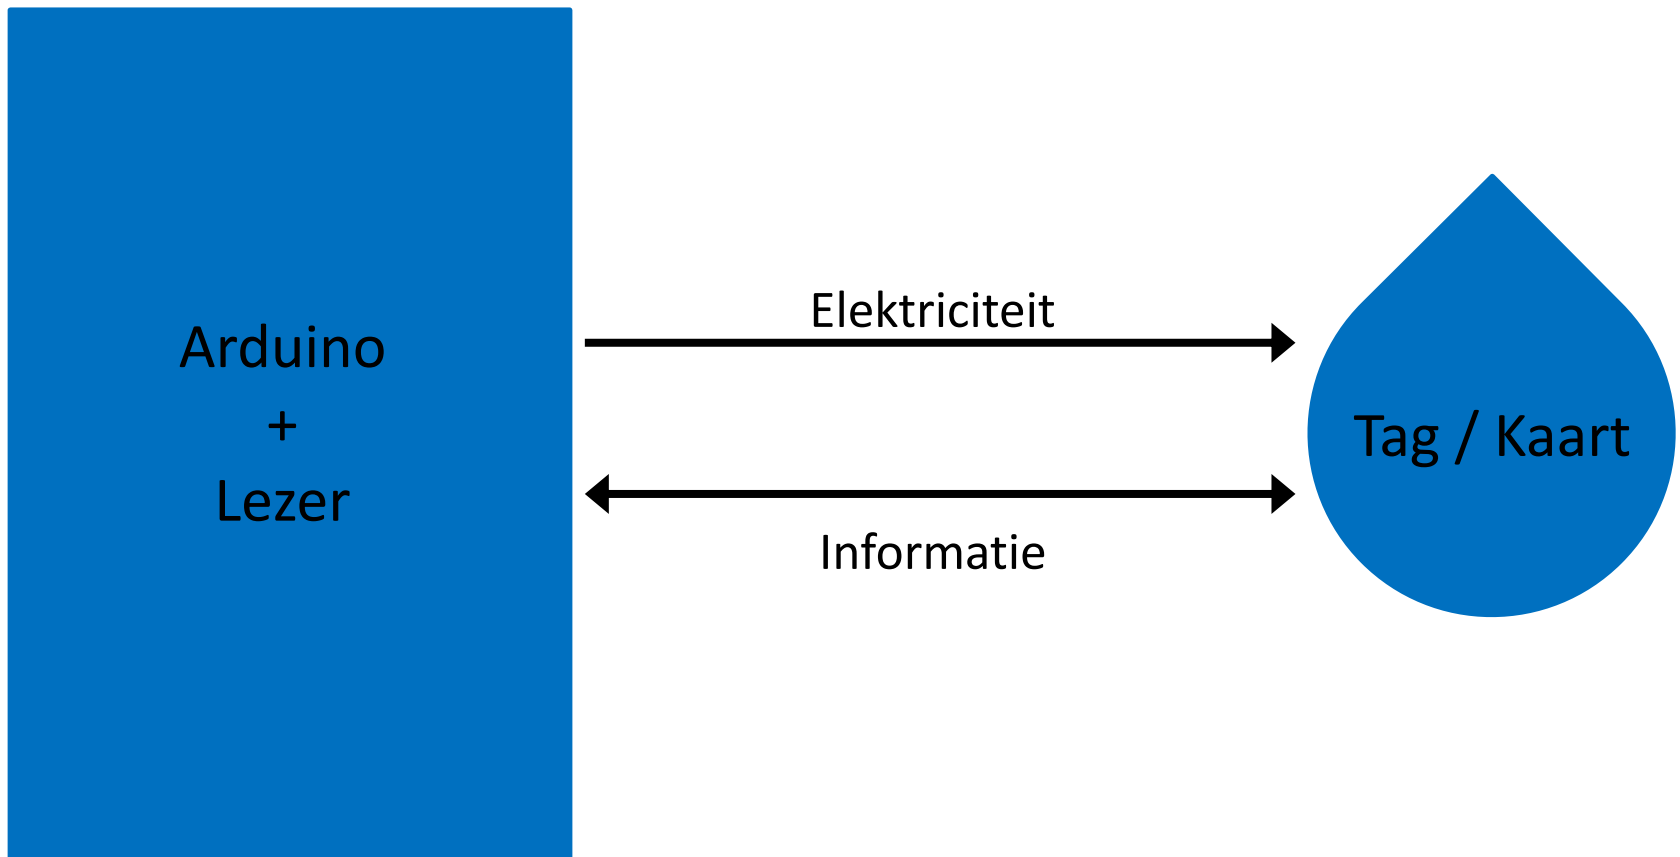 Arduino
+
Lezer
Elektriciteit
Informatie
Tag / Kaart